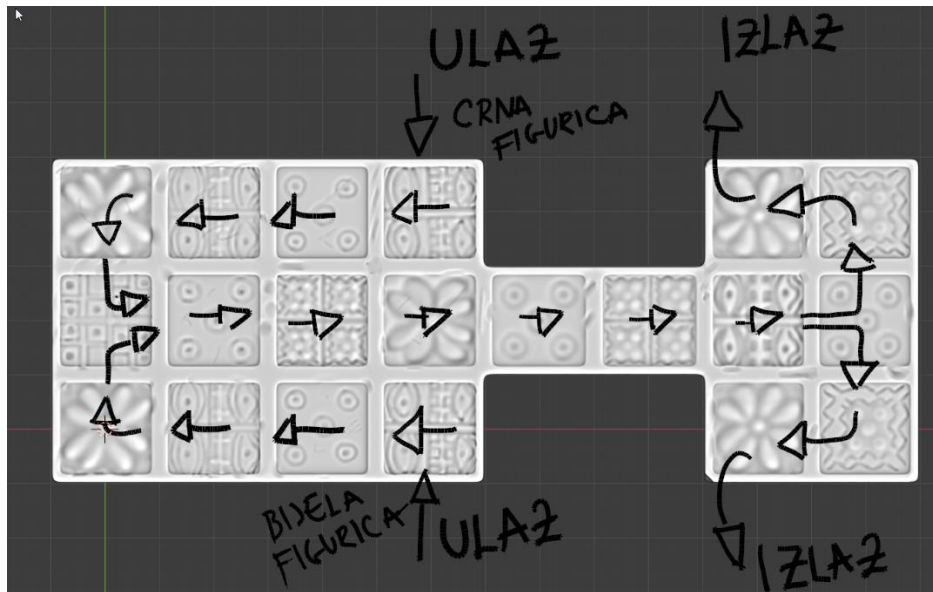 ULAZ
IZLAZ
CRNA
FIGURICA
BIJELA
FIGURICA
ULAZ
IZLAZ